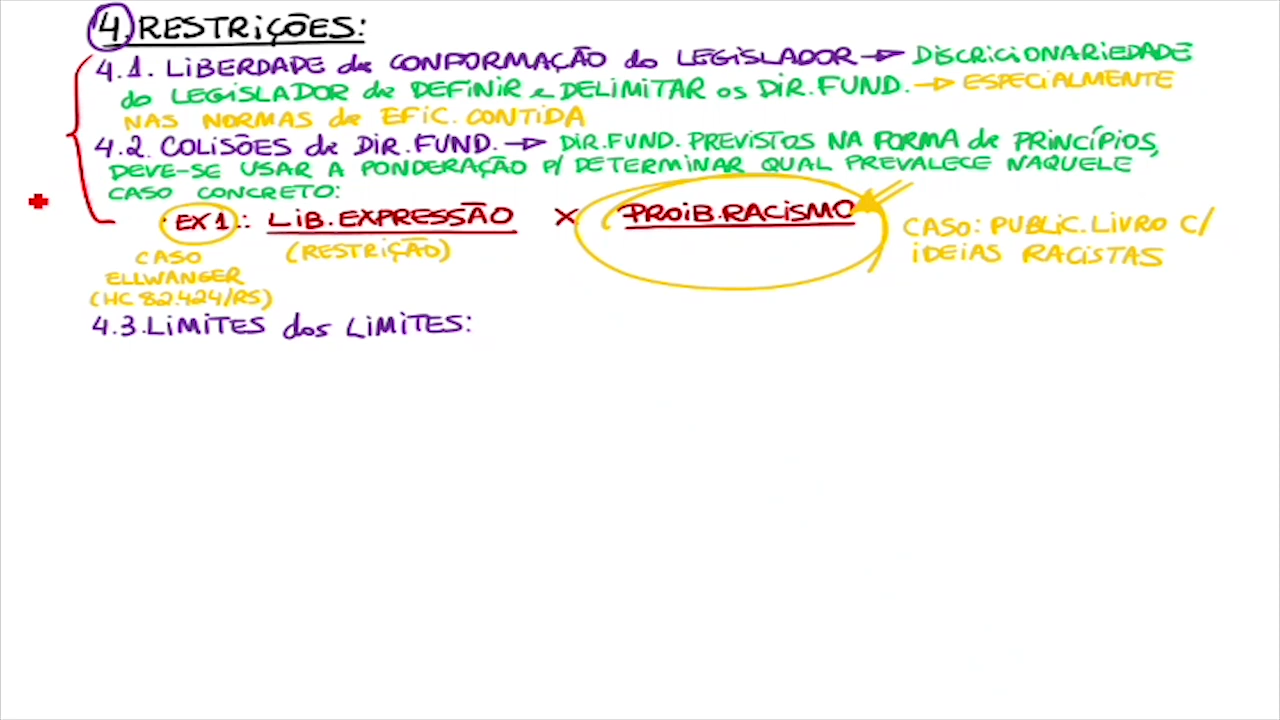 4. RESTRIÇÕES:
4.1. LIBERDADE de CONFORMAÇÃO do LEGISLADOR → DISCRICIONARIEDADE
do LEGISLADOR de DEFINIR e DELIMITAR os DIR. FUND. → ESPECIALMENTE
NAS NORMAS de EFIC. CONTIDA
4.2. COLISÕES de DIR. FUND. → DIR. FUND. PREVISTOS NA FORMA de PRINCÍPIOS,
DEVE-SE USAR A PONDERAÇÃO P/ DETERMINAR QUAL PREVALECE NAQUELE
CASO CONCRETO:
EX1.: LIB. EXPRESSÃO X PROIB. RACISMO
CASO: PUBLIC. LIVRO C/
IDEIAS RACISTAS
(RESTRIÇÃO)
CASO
ELLWANGER
(HC 82.424/RS)
4.3. LIMITES dos LIMITES: